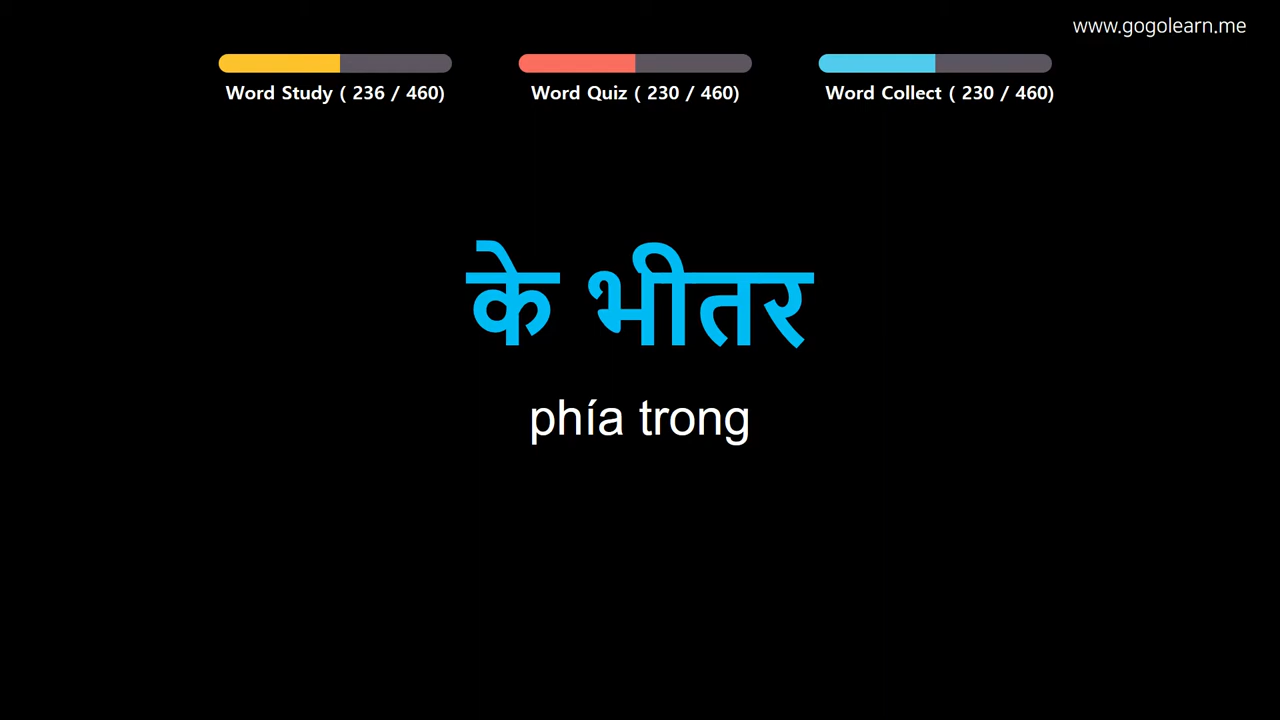 www.gogolearn.me
Word Study ( 236 / 460) Word Quiz ( 230 / 460) Word Collect ( 230 / 460)
के भीतर
phía trong